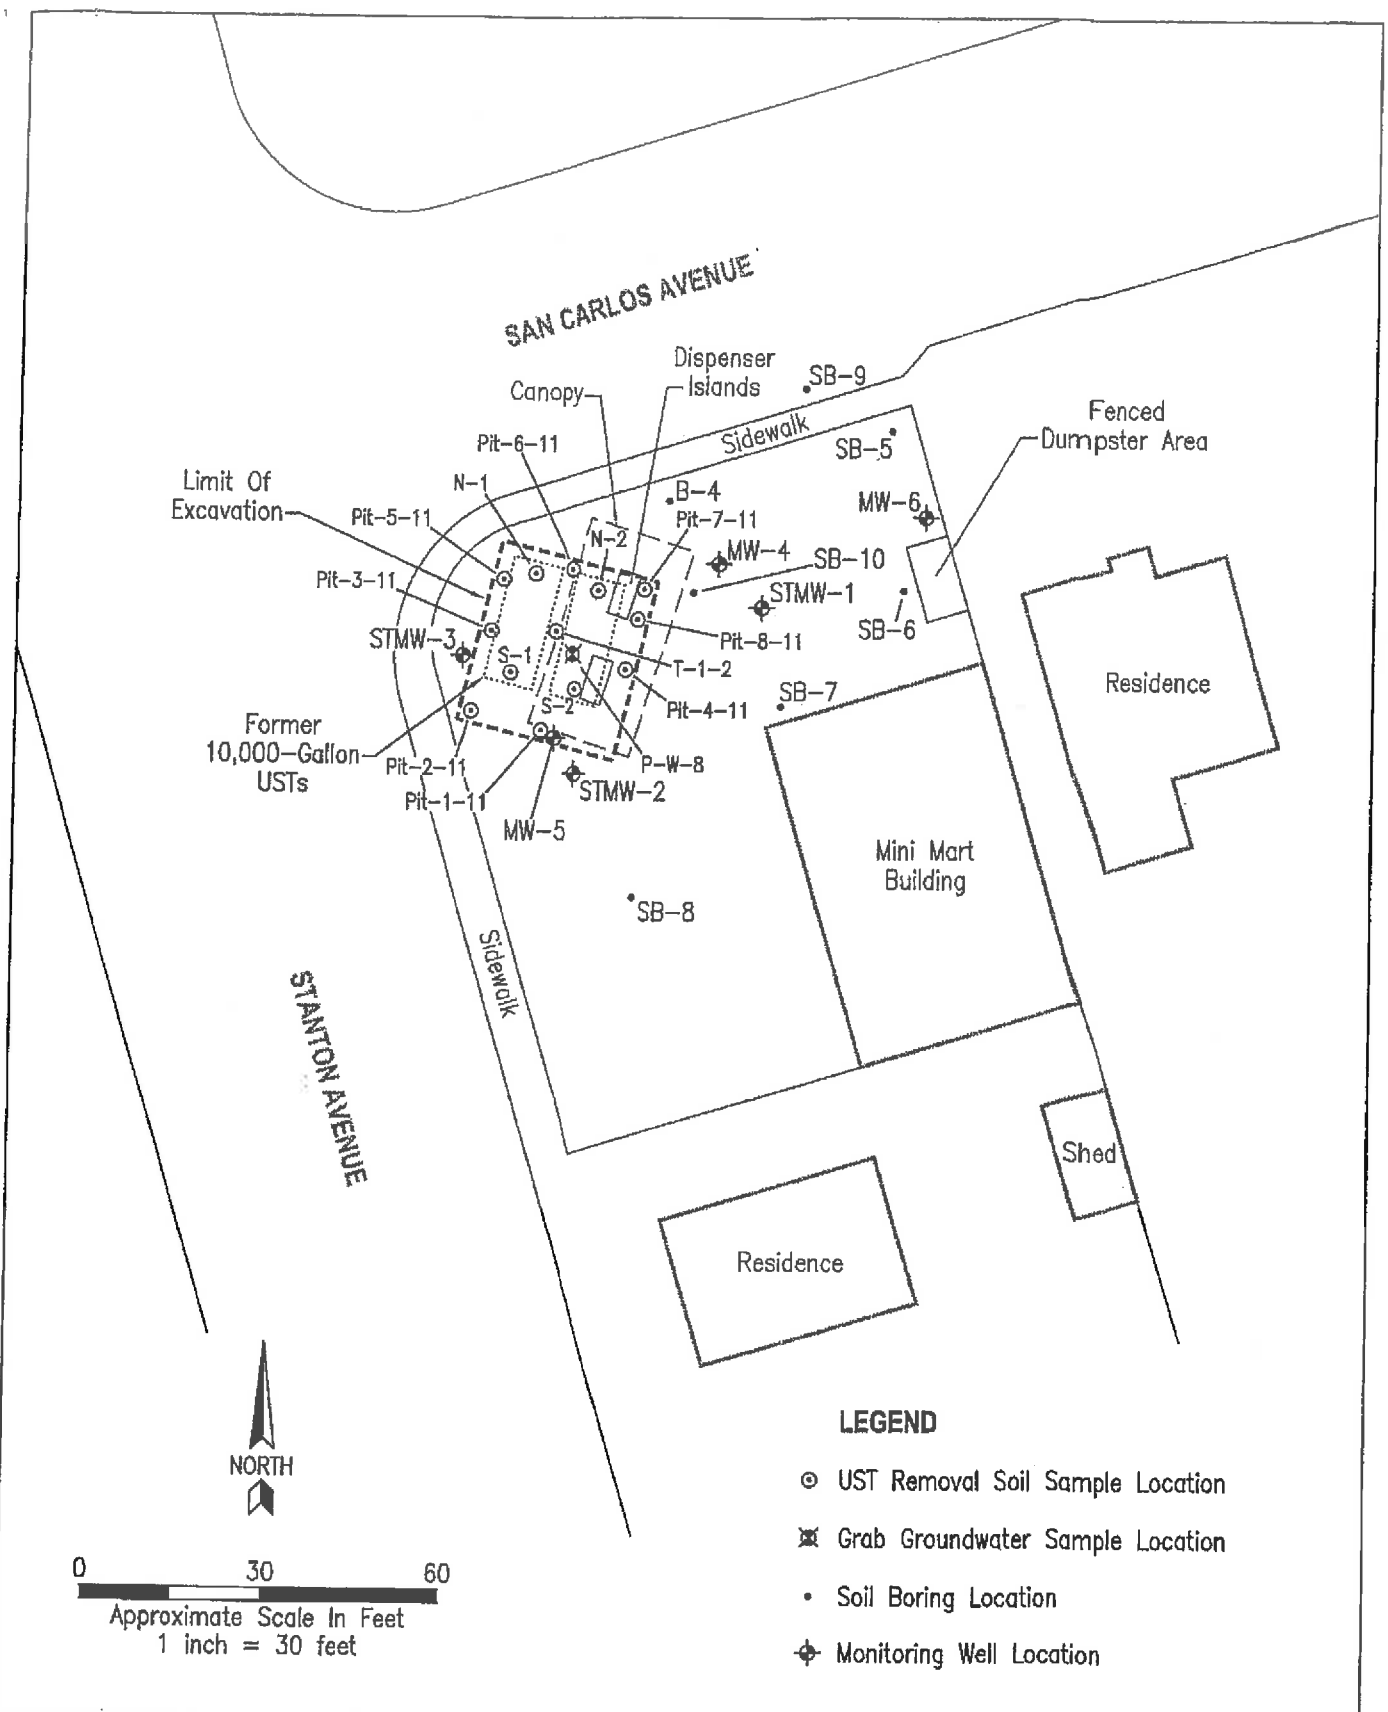 SAN CARLOS AVENUE
Dispenser
Islands
Canopy
SB-9
Fenced
Dumpster Area
Sidewalk
SB-5
Pit-6-11
Limit Of
Excavation
N-1
B-4
MW-6
Pit-5-11
Pit-7-11
N-2
MW-4
SB-10
Pit-3-11
STMW-1
SB-6
STMW-3
Pit-8-11
S-1
T-1-2
Residence
SB-7
S-2
Pit-4-11
Former
10,000-Gallon
USTs
Pit-2-11
P-W-8
Pit-1-11
STMW-2
MW-5
Mini Mart
Building
SB-8
Sidewalk
STANTON AVENUE
Shed
Residence
NORTH
0 30 60
Approximate Scale In Feet
1 inch = 30 feet
LEGEND
UST Removal Soil Sample Location
Grab Groundwater Sample Location
Soil Boring Location
Monitoring Well Location